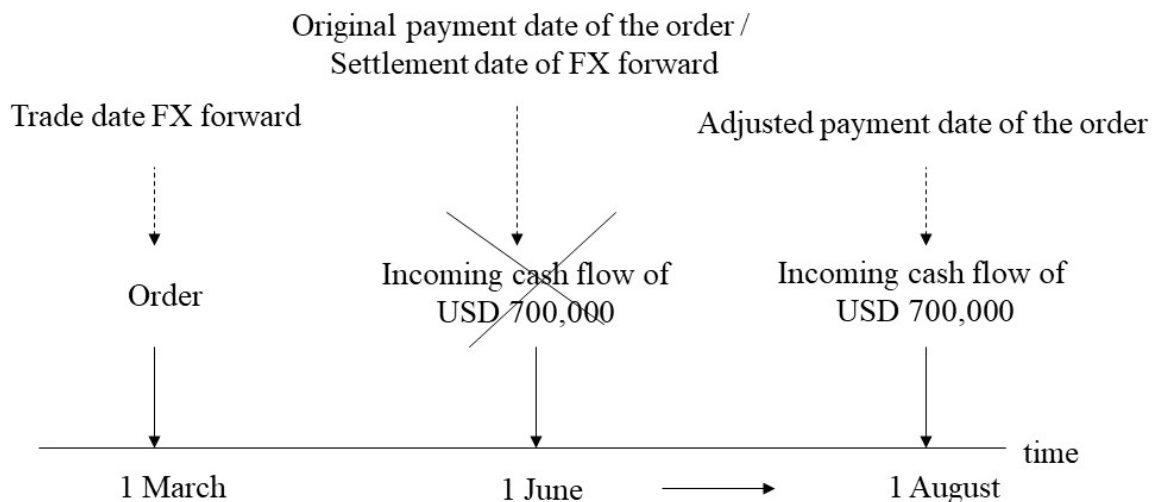 Original payment date of the order /
Settlement date of FX forward
Trade date FX forward
Adjusted payment date of the order
Order
Incoming cash flow of
USD 700,000
Incoming cash flow of
USD 700,000
time
1 March
1 June
1 August